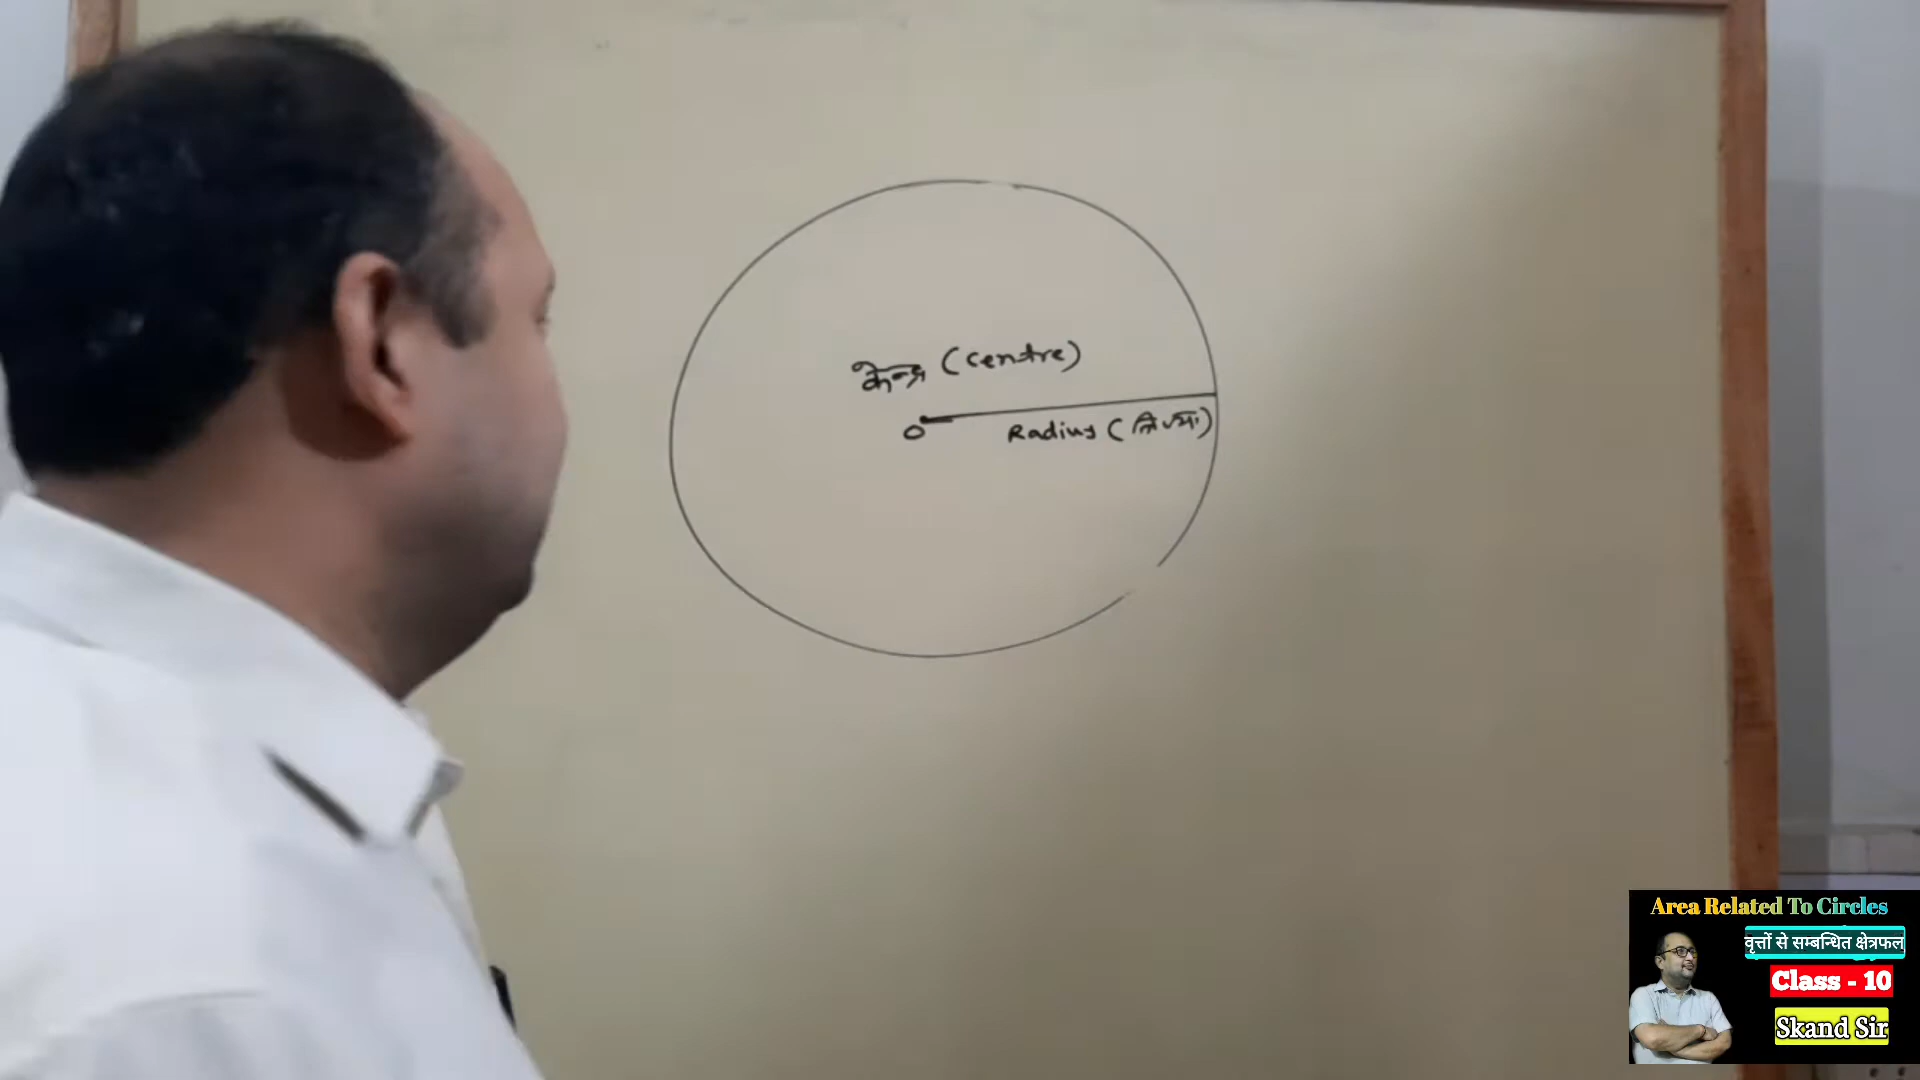 केन्द्र (centre)
O
Radius (त्रिज्या)
Area Related To Circles
वृत्तों से सम्बन्धित क्षेत्रफल
Class - 10
Skand Sir